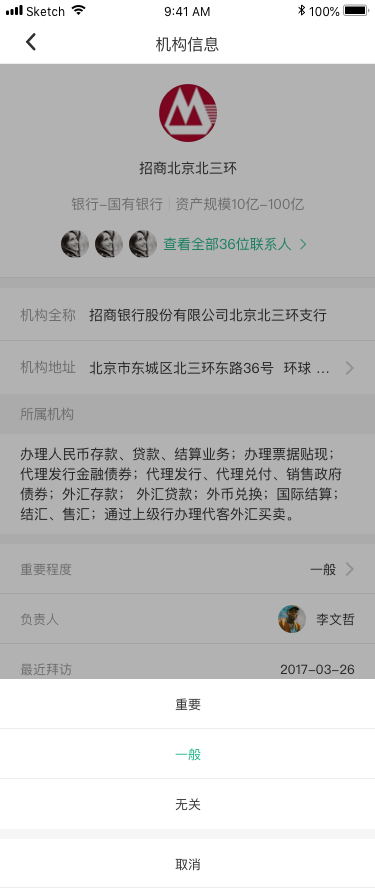 Sketch 9:41 AM 100%
机构信息
招商北京北三环
银行-国有银行 资产规模10亿-100亿
查看全部36位联系人
机构全称 招商银行股份有限公司北京北三环支行
机构地址 北京市东城区北三环东路36号 环球 ...
所属机构
办理人民币存款、贷款、结算业务；办理票据贴现；
代理发行金融债券；代理发行、代理兑付、销售政府
债券；外汇存款； 外汇贷款；外币兑换；国际结算；
结汇、售汇；通过上级行办理代客外汇买卖。
重要程度 一般
负责人 李文哲
最近拜访 2017-03-26
重要
一般
无关
取消